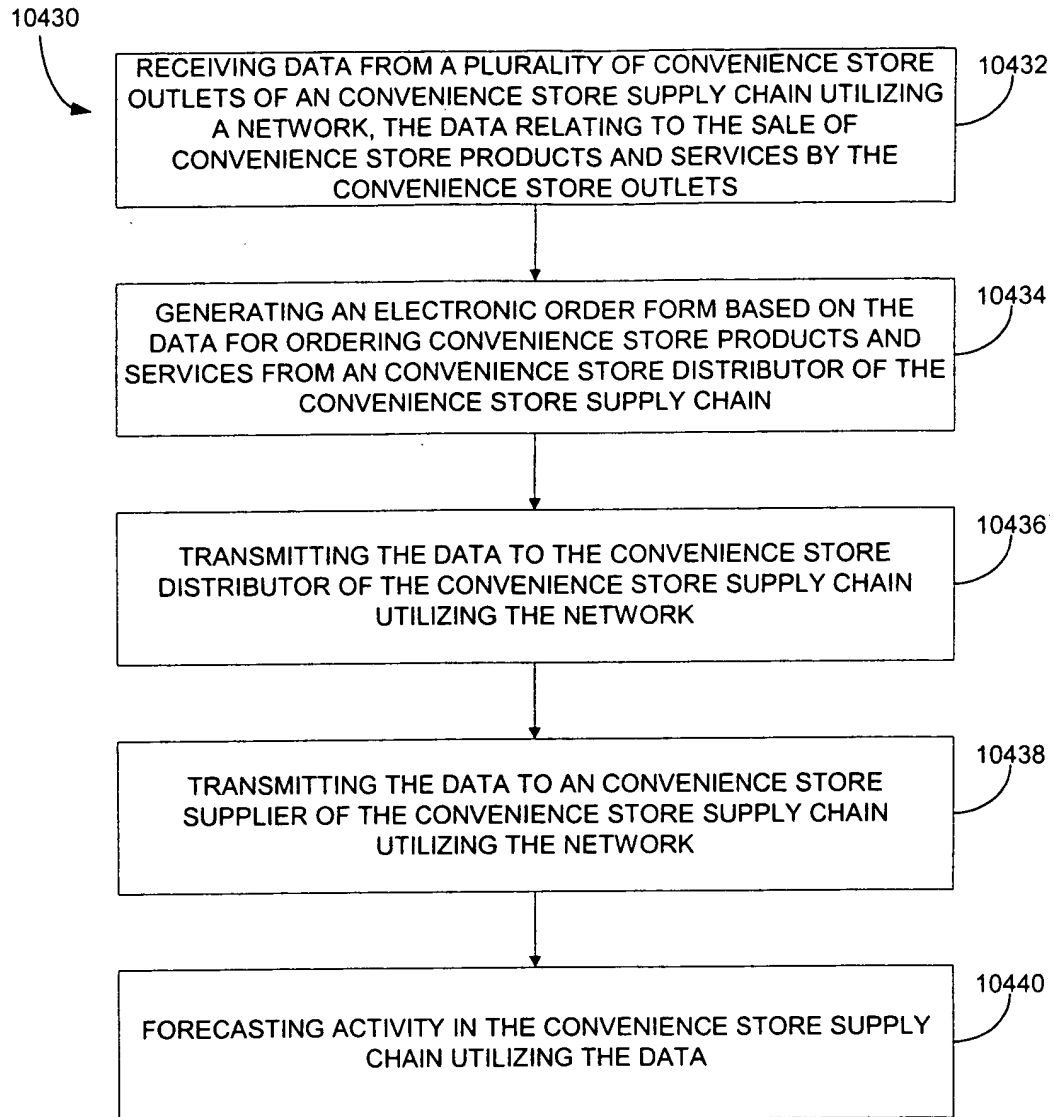 10430
RECEIVING DATA FROM A PLURALITY OF CONVENIENCE STORE
OUTLETS OF AN CONVENIENCE STORE SUPPLY CHAIN UTILIZING
A NETWORK, THE DATA RELATING TO THE SALE OF
CONVENIENCE STORE PRODUCTS AND SERVICES BY THE
CONVENIENCE STORE OUTLETS
10432
GENERATING AN ELECTRONIC ORDER FORM BASED ON THE
DATA FOR ORDERING CONVENIENCE STORE PRODUCTS AND
SERVICES FROM AN CONVENIENCE STORE DISTRIBUTOR OF THE
CONVENIENCE STORE SUPPLY CHAIN
10434
TRANSMITTING THE DATA TO THE CONVENIENCE STORE
DISTRIBUTOR OF THE CONVENIENCE STORE SUPPLY CHAIN
UTILIZING THE NETWORK
10436
TRANSMITTING THE DATA TO AN CONVENIENCE STORE
SUPPLIER OF THE CONVENIENCE STORE SUPPLY CHAIN
UTILIZING THE NETWORK
10438
FORECASTING ACTIVITY IN THE CONVENIENCE STORE SUPPLY
CHAIN UTILIZING THE DATA
10440